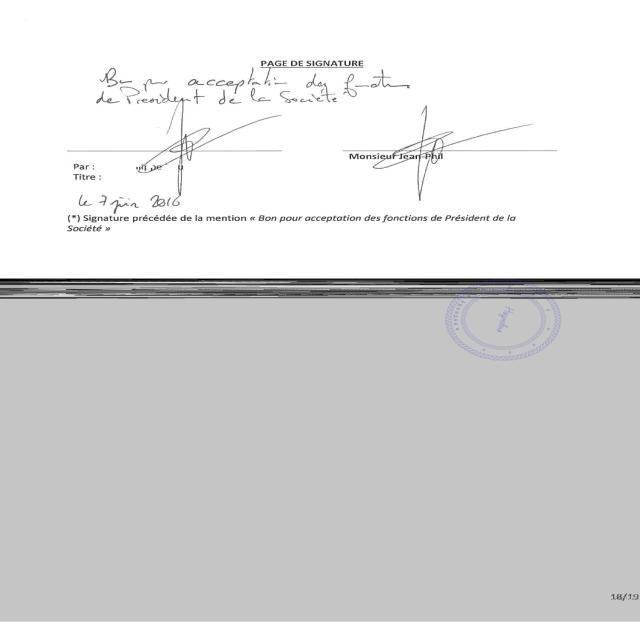 PAGE DE SIGNATURE
Bon pour acceptation des fonctions
de President de la Société
Monsieur Jean-Phil
Par :
Titre :
le 7 juin 2016
(*) Signature précédée de la mention « Bon pour acceptation des fonctions de Président de la
Société »
18/19